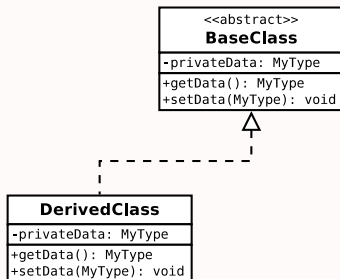 <<abstract>>
BaseClass
-privateData: MyType
+getData(): MyType
+setData(MyType): void
DerivedClass
-privateData: MyType
+getData(): MyType
+setData(MyType): void